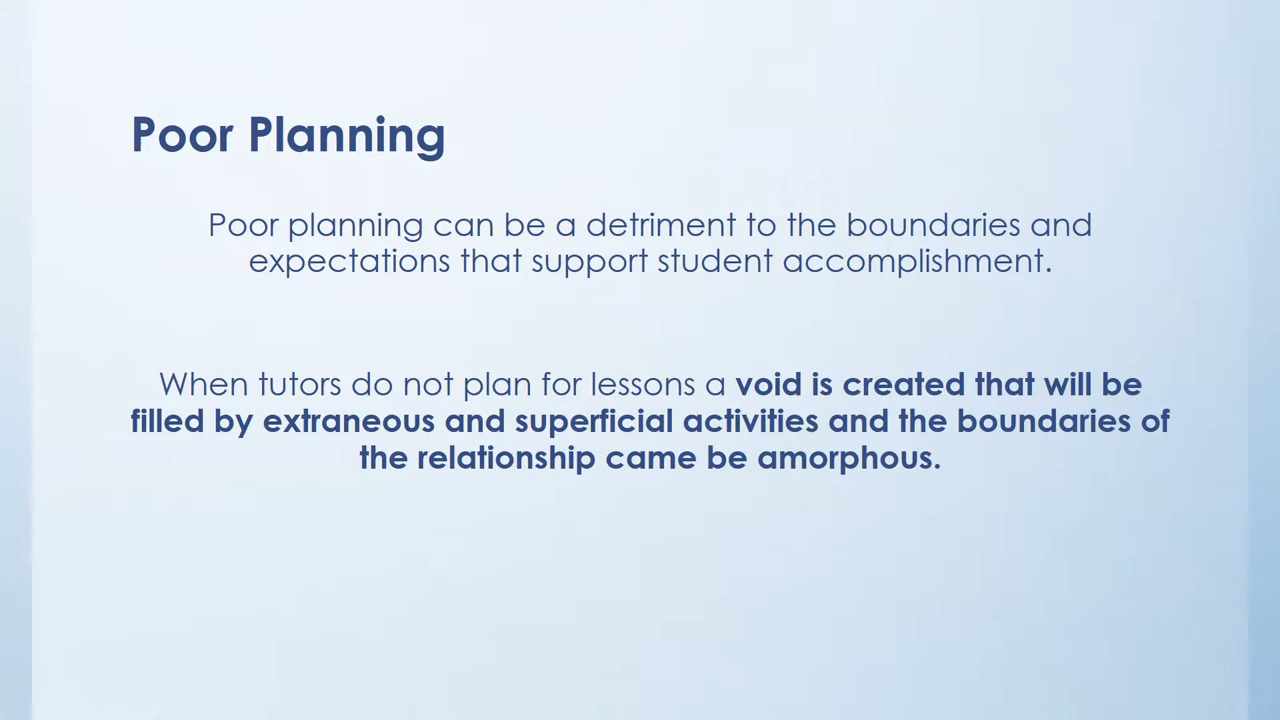 Poor Planning
Poor planning can be a detriment to the boundaries and
expectations that support student accomplishment.
When tutors do not plan for lessons a void is created that will be
filled by extraneous and superficial activities and the boundaries of
the relationship came be amorphous.